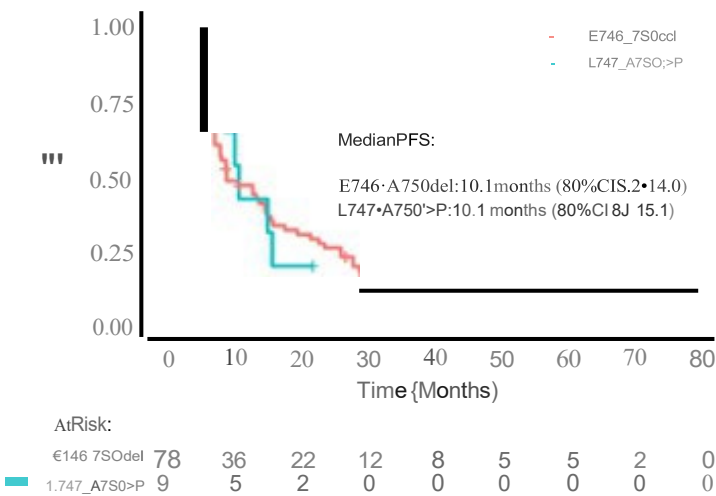 1.00
E746_7S0ccl
L747_A7SO;>P
0.75
MedianPFS:
"'
0.50
E746·A750del:10.1months (80%CIS.2•14.0)
L747•A750'>P:10.1 months (80%CI 8J 15.1)
0.25
0.00
0 10 20 30 40 50 60 70 80
Time {Months)
AtRisk:
€146 7SOdel 78 36 22 12 8 5 5 2 0
1.747_A7S0>P 9 5 2 0 0 0 0 0 0